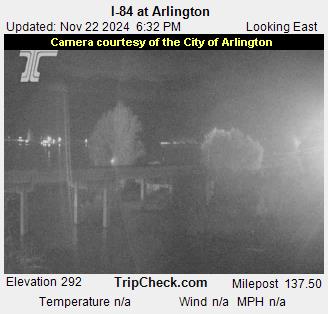 I-84 at Arlington
Updated: Nov 22 2024 6:32 PM Looking East
Camera courtesy of the City of Arlington
Elevation 292 TripCheck.com Milepost 137.50
Temperature n/a Wind n/a MPH n/a